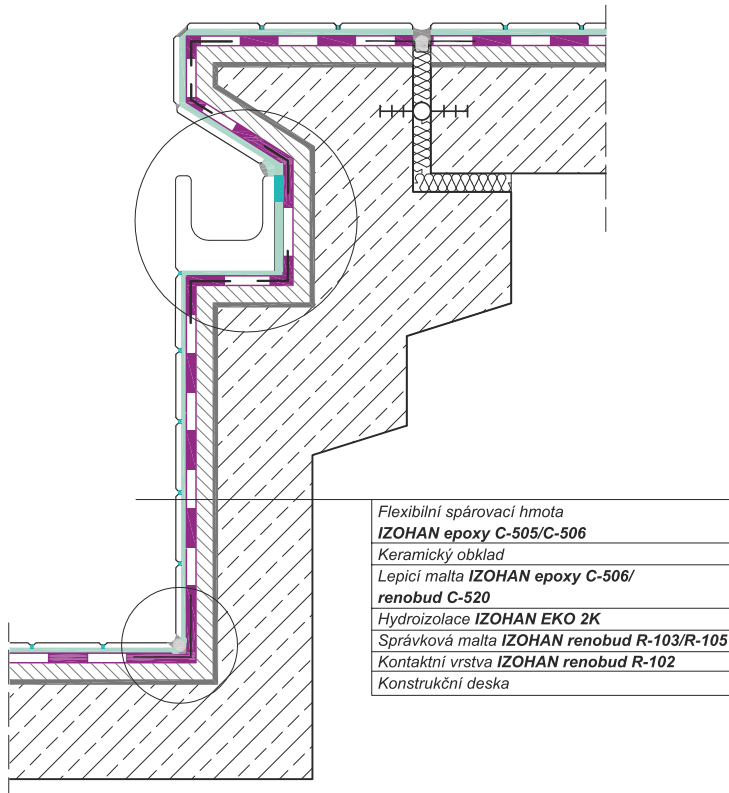 Flexibilní spárovací hmota
IZOHAN epoxy C-505/C-506
Keramický obklad
Lepicí malta IZOHAN epoxy C-506/
renobud C-520
Hydroizolace IZOHAN EKO 2K
Správková malta IZOHAN renobud R-103/R-105
Kontaktní vrstva IZOHAN renobud R-102
Konstrukční deska